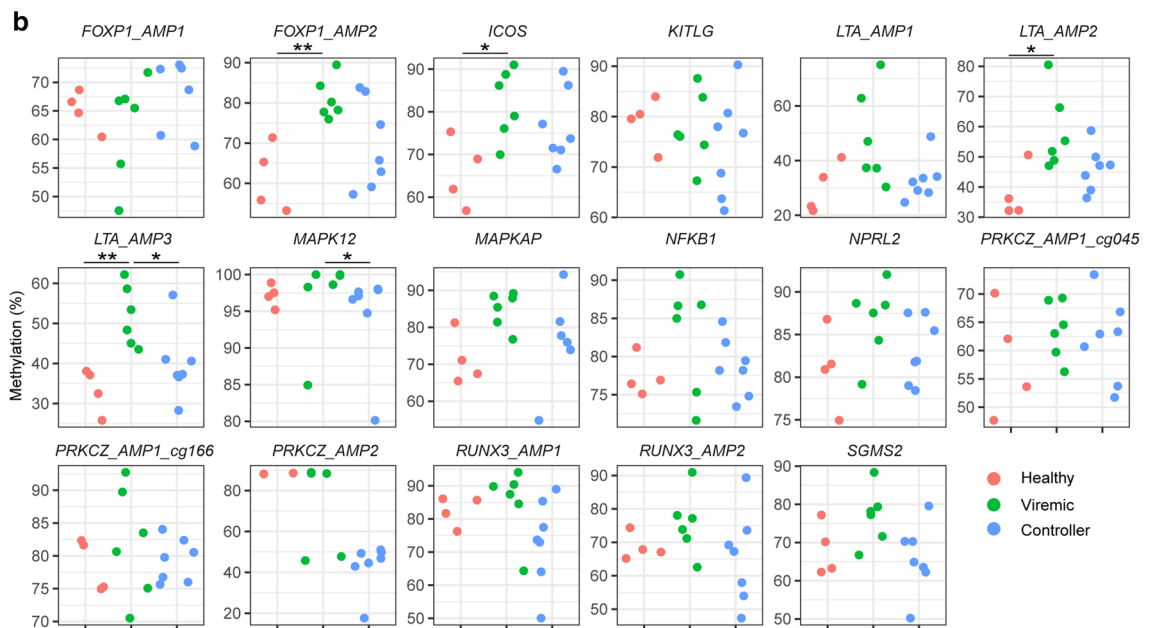 b
FOXP1_AMP1 FOXP1_AMP2 ICOS KITLG LTA_AMP1 LTA_AMP2
** * *
70 65 60 55 50
90 80 70 60
90 80 70 60
90 80 70 60
60 40 20
80 70 60 50 40 30
LTA_AMP3 MAPK12 MAPKAP NFKB1 NPRL2 PRKCZ_AMP1_cg045
** * *
Methylation (%)
60 50 40 30
100 95 90 85 80
90 80 70 60
90 85 80 75
90 85 80 75
70 65 60 55 50
PRKCZ_AMP1_cg166 PRKCZ_AMP2 RUNX3_AMP1 RUNX3_AMP2 SGMS2
90 85 80 75 70
80 60 40 20
90 80 70 60 50
90 80 70 60 50
90 80 70 60 50
Healthy
Viremic
Controller